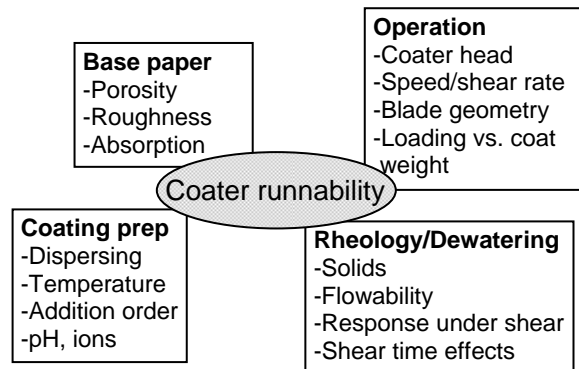 Base paper
-Porosity
-Roughness
-Absorption
Operation
-Coater head
-Speed/shear rate
-Blade geometry
-Loading vs. coat
weight
Coater runnability
Coating prep
-Dispersing
-Temperature
-Addition order
-pH, ions
Rheology/Dewatering
-Solids
-Flowability
-Response under shear
-Shear time effects